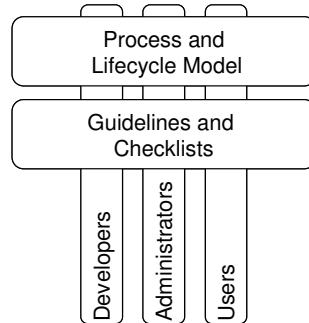 Process and
Lifecycle Model
Guidelines and
Checklists
Developers
Administrators
Users